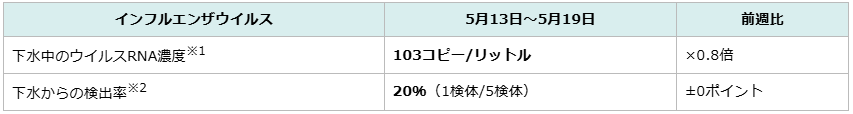 インフルエンザウイルス 5月13日～5月19日 前週比
下水中のウイルスRNA濃度※1 103コピー/リットル ×0.8倍
下水からの検出率※2 20%（1検体/5検体） ±0ポイント